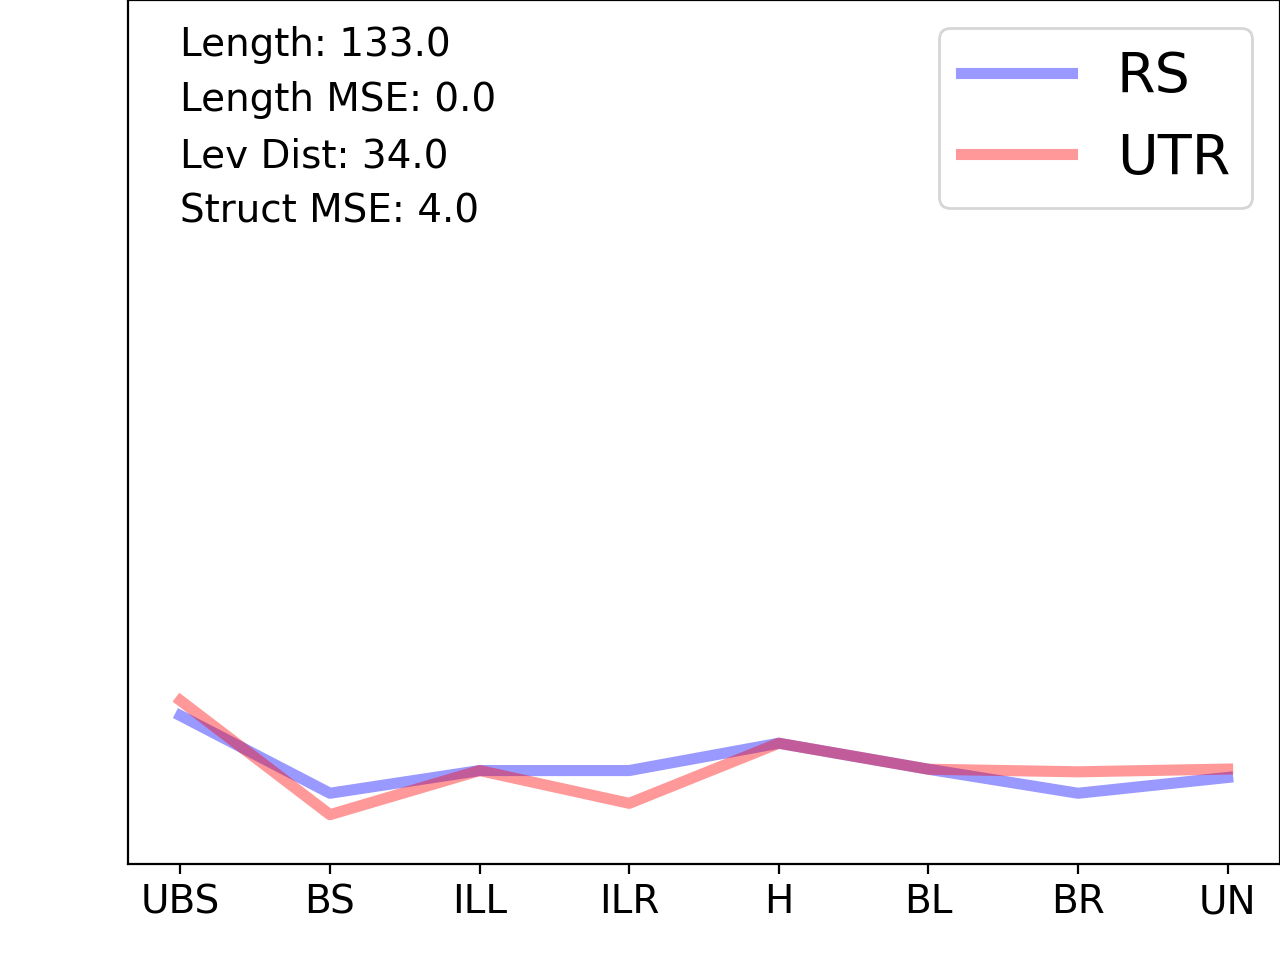 Length: 133.0
Length MSE: 0.0
Lev Dist: 34.0
Struct MSE: 4.0
RS
UTR
UBS BS ILL ILR H BL BR UN